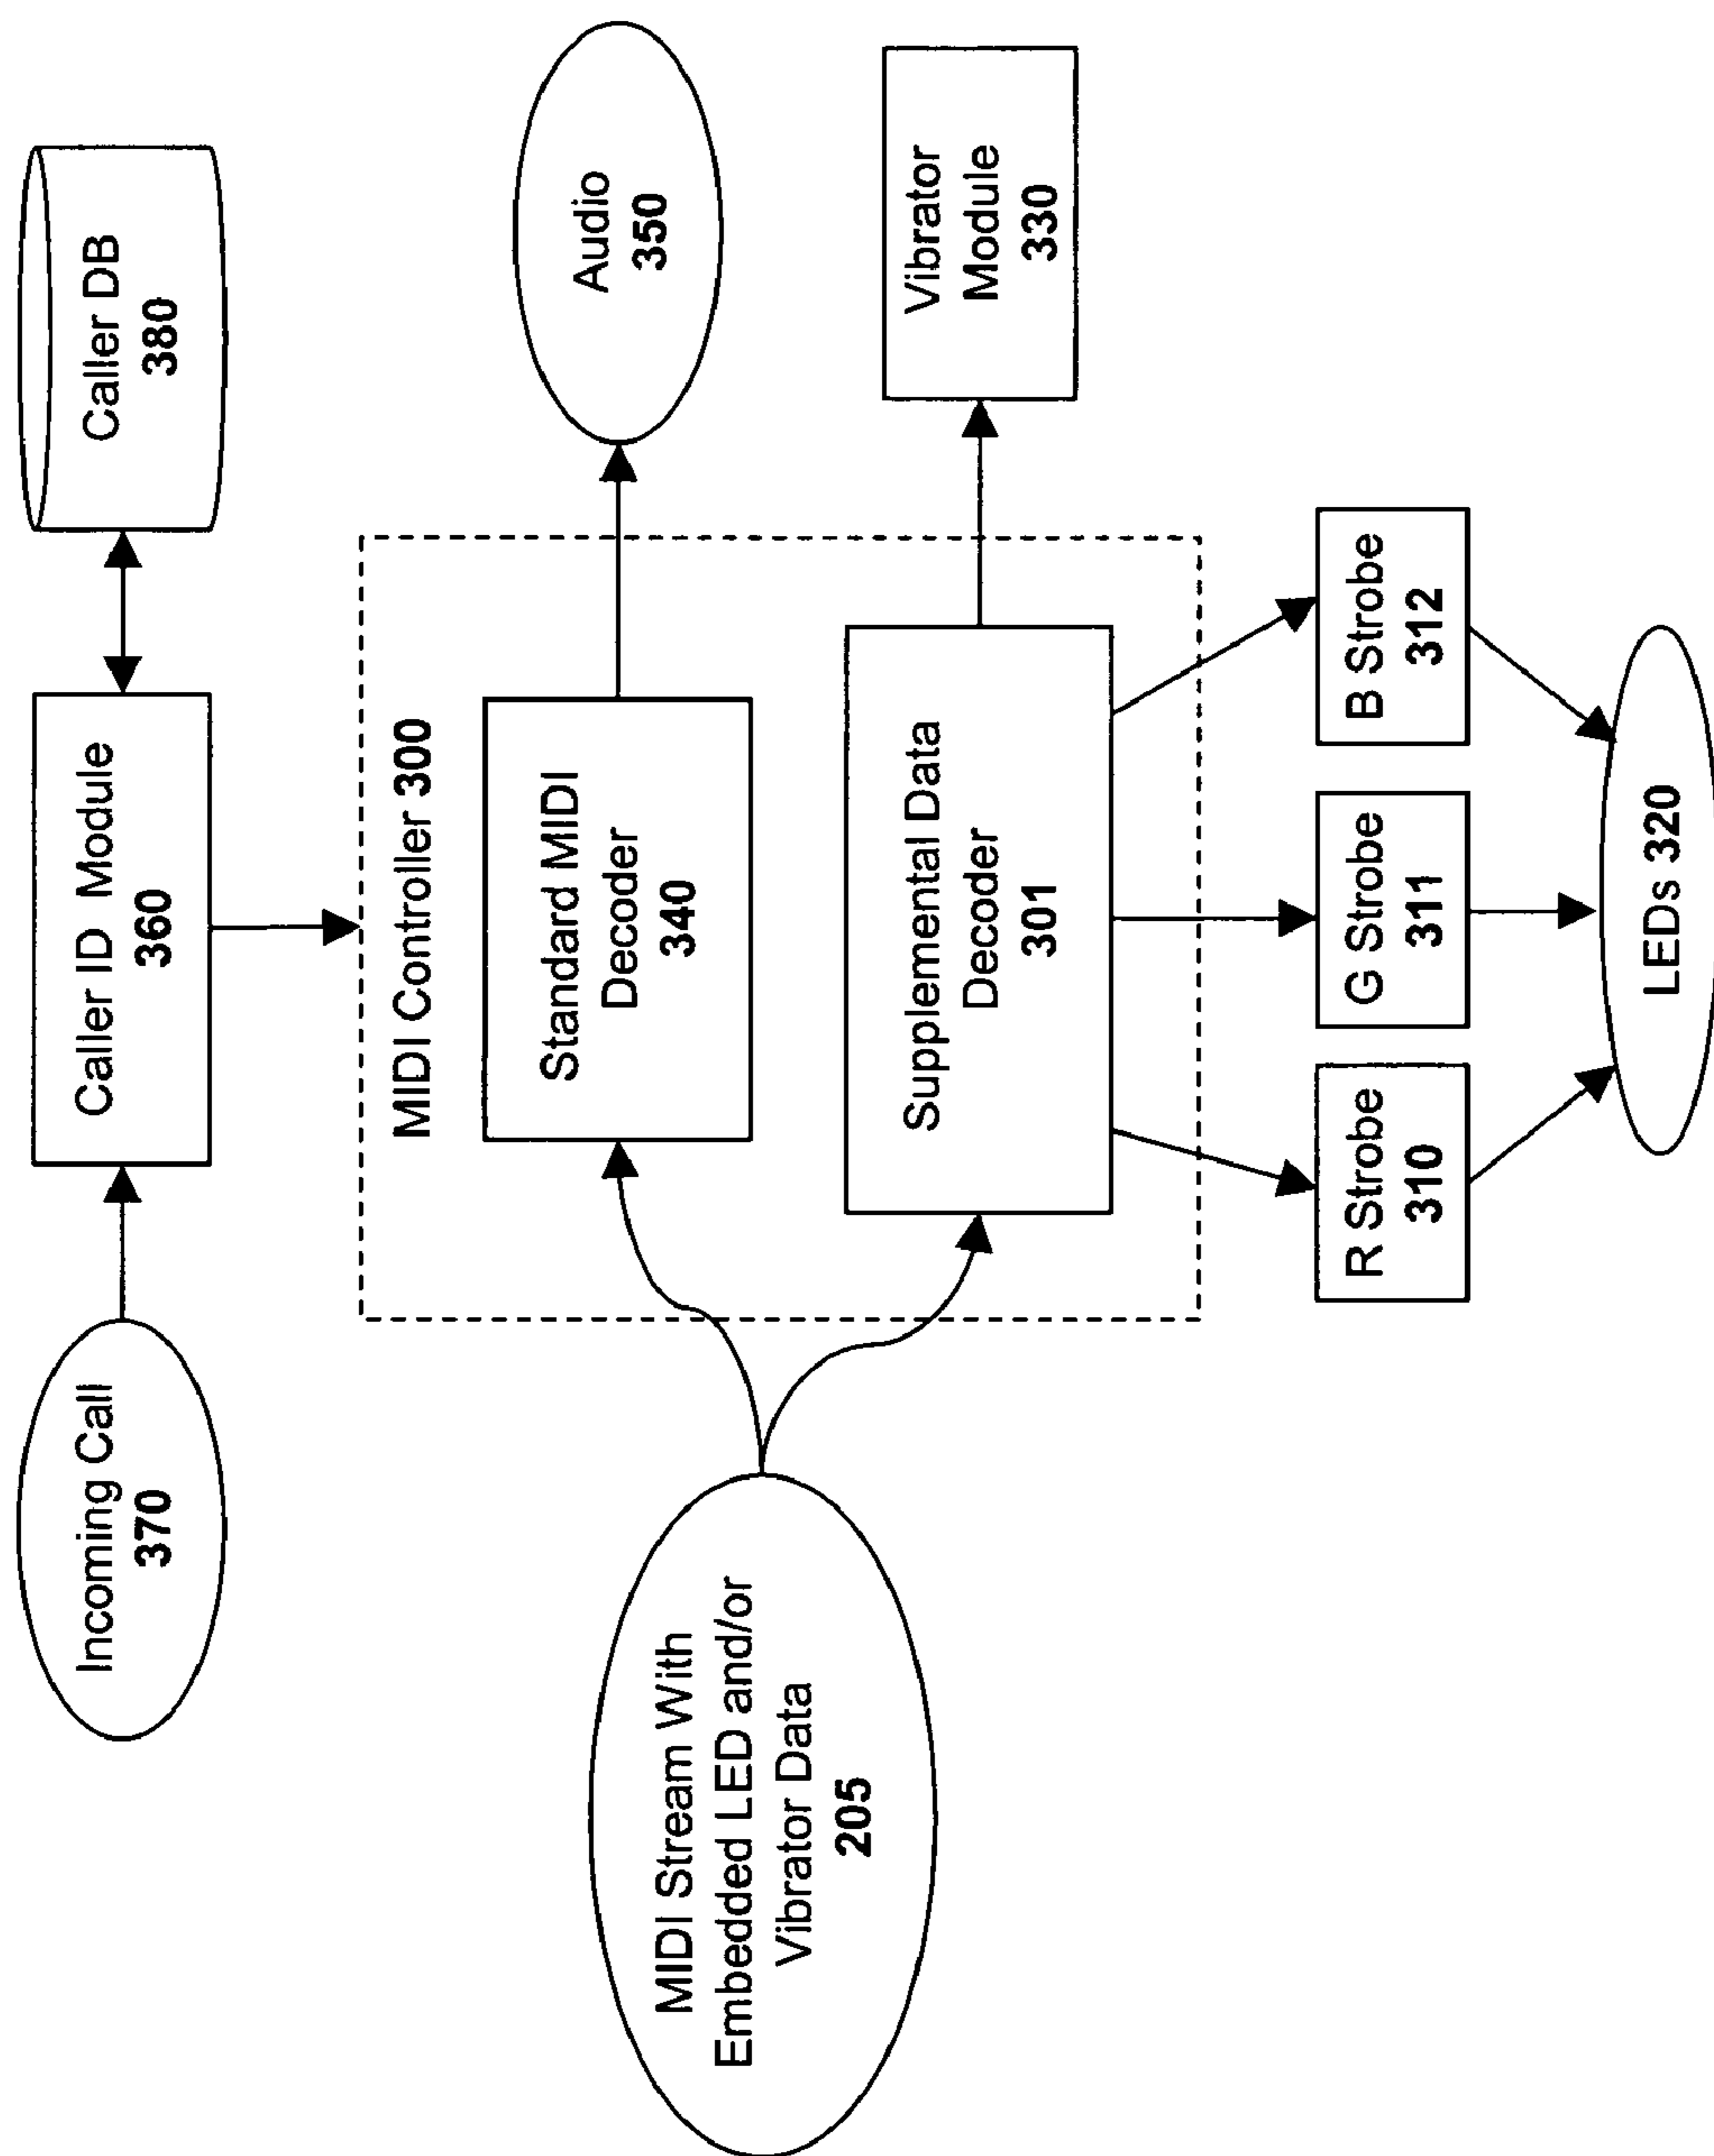 Incoming Call
370
Caller ID Module
360
Caller DB
380
MIDI Controller 300
MIDI Stream With
Embedded LED and/or
Vibrator Data
205
Standard MIDI
Decoder
340
Audio
350
Supplemental Data
Decoder
301
Vibrator
Module
330
R Strobe
310
G Strobe
311
B Strobe
312
LEDs 320